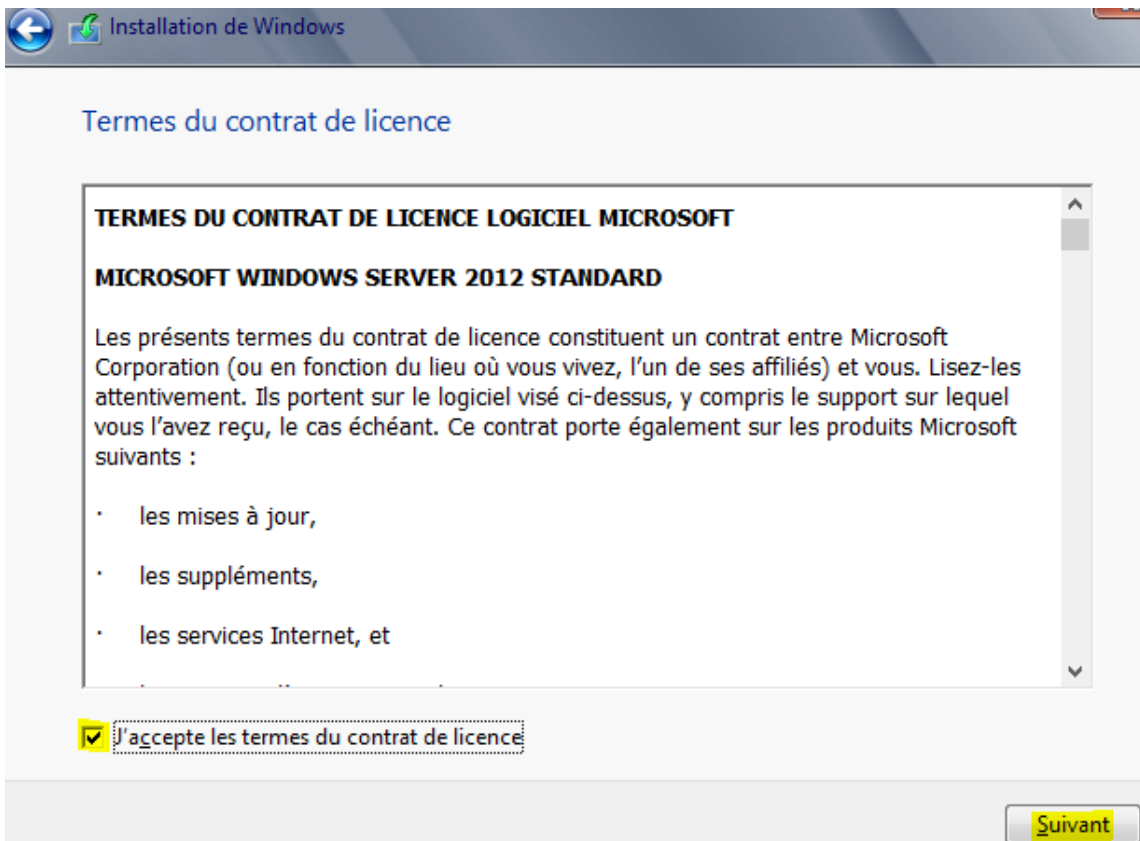 Installation de Windows
Termes du contrat de licence
TERMES DU CONTRAT DE LICENCE LOGICIEL MICROSOFT
MICROSOFT WINDOWS SERVER 2012 STANDARD
Les présents termes du contrat de licence constituent un contrat entre Microsoft
Corporation (ou en fonction du lieu où vous vivez, l’un de ses affiliés) et vous. Lisez-les
attentivement. Ils portent sur le logiciel visé ci-dessus, y compris le support sur lequel
vous l’avez reçu, le cas échéant. Ce contrat porte également sur les produits Microsoft
suivants :
· les mises à jour,
· les suppléments,
· les services Internet, et
J'accepte les termes du contrat de licence
Suivant